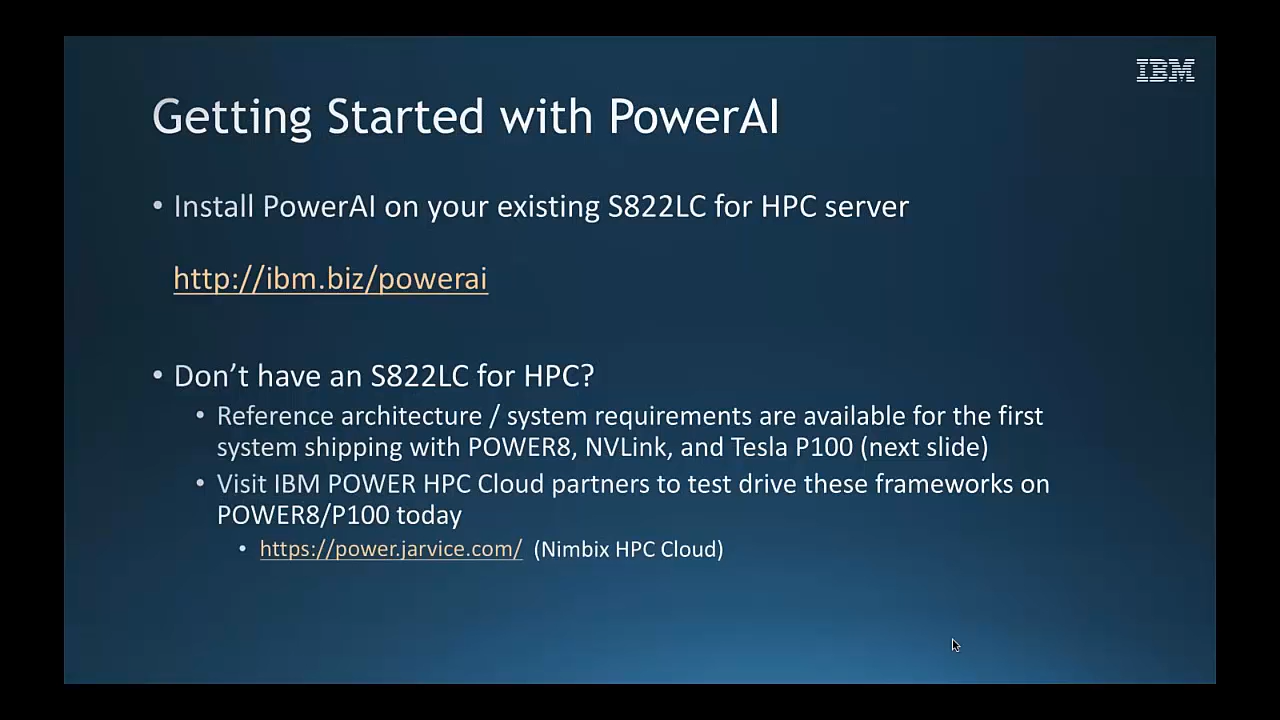 IBM
Getting Started with PowerAI
• Install PowerAI on your existing S822LC for HPC server
http://ibm.biz/powerai
• Don’t have an S822LC for HPC?
• Reference architecture / system requirements are available for the first
system shipping with POWER8, NVLink, and Tesla P100 (next slide)
• Visit IBM POWER HPC Cloud partners to test drive these frameworks on
POWER8/P100 today
• https://power.jarvice.com/ (Nimbix HPC Cloud)